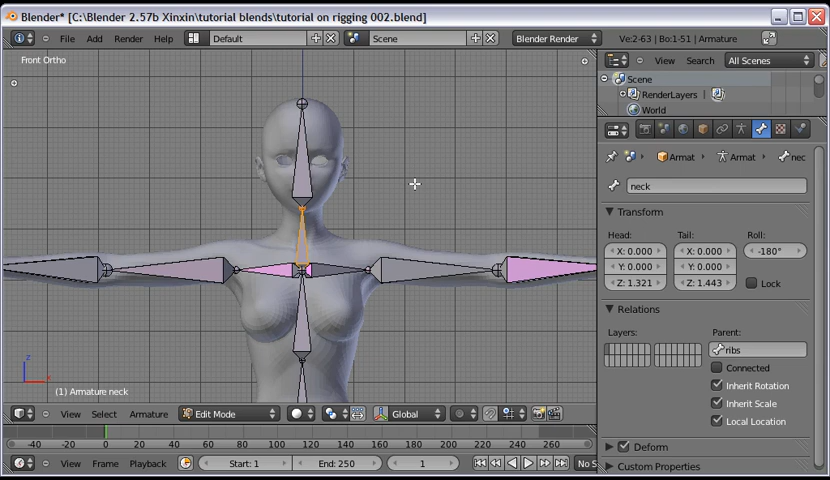 Blender* [C:\Blender 2.57b Xinxin\tutorial blends\tutorial on rigging 002.blend]
File Add Render Help Default Scene Blender Render Ve:2-63 | Bo:1-51 | Armature
Front Ortho
View Search All Scenes
Scene
RenderLayers |
World
Armat Armat nec
neck
Transform
Head: Tail: Roll:
X: 0.000 X: 0.000 -180°
Y: 0.000 Y: 0.000
Z: 1.321 Z: 1.443 Lock
Relations
Layers: Parent:
ribs
Connected
Inherit Rotation
Inherit Scale
Local Location
Deform
Custom Properties
z
x
(1) Armature neck
View Select Armature Edit Mode Global
-40 -20 0 20 40 60 80 100 120 140 160 180 200 220 240 260
View Frame Playback Start: 1 End: 250 1 No S